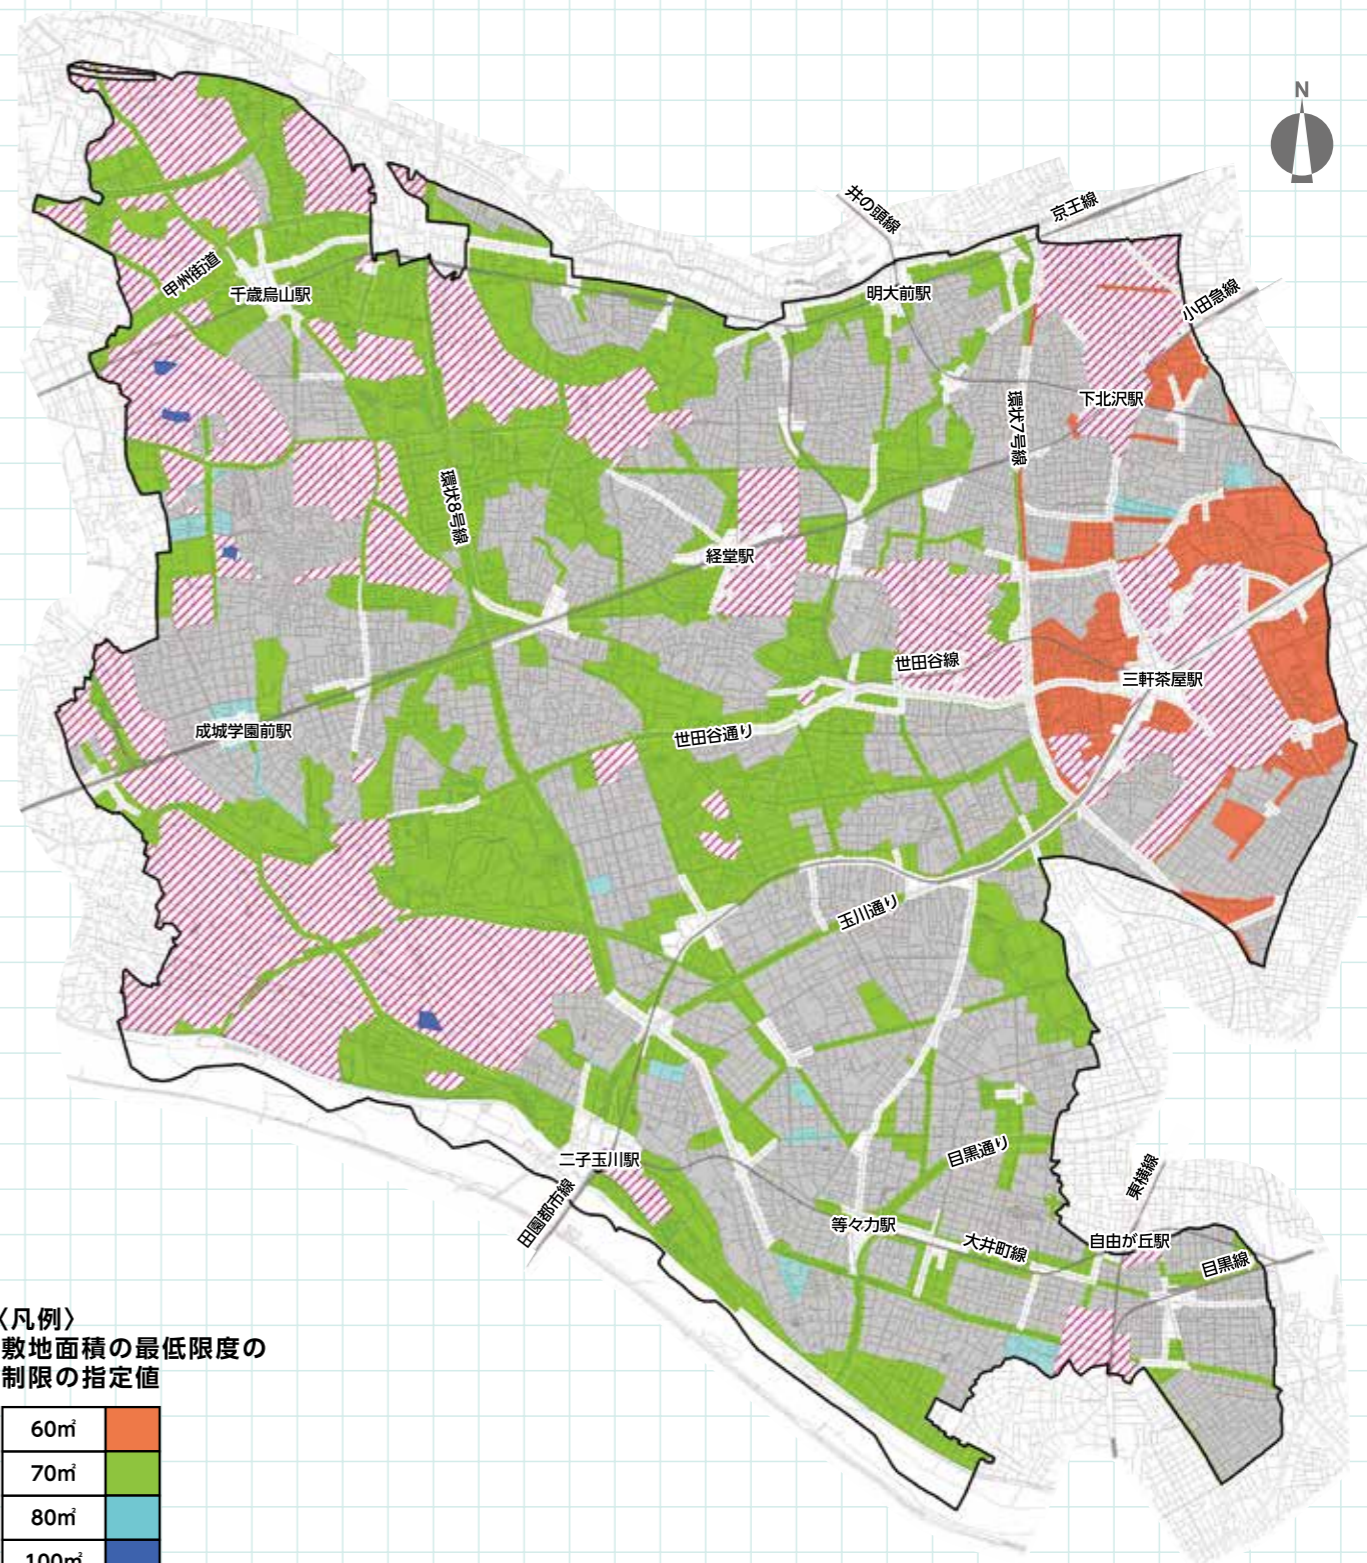 N
井の頭線
京王線
甲州街道
千歳烏山駅
明大前駅
小田急線
下北沢駅
環状7号線
環状8号線
経堂駅
世田谷線
三軒茶屋駅
成城学園前駅
世田谷通り
玉川通り
目黒通り
二子玉川駅
田園都市線
東横線
等々力駅
大井町線
自由が丘駅
目黒線
〈凡例〉
敷地面積の最低限度の
制限の指定値
60㎡
70㎡
80㎡
100㎡